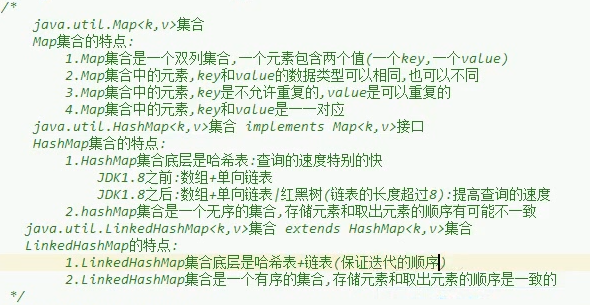 /*
java.util.Map<k,v>集合
Map集合的特点:
1.Map集合是一个双列集合,一个元素包含两个值(一个key,一个value)
2.Map集合中的元素,key和value的数据类型可以相同,也可以不同
3.Map集合中的元素,key是不允许重复的,value是可以重复的
4.Map集合中的元素,key和value是一一对应
java.util.HashMap<k,v>集合 implements Map<k,v>接口
HashMap集合的特点:
1.HashMap集合底层是哈希表:查询的速度特别的快
JDK1.8之前:数组+单向链表
JDK1.8之后:数组+单向链表|红黑树(链表的长度超过8):提高查询的速度
2.hashMap集合是一个无序的集合,存储元素和取出元素的顺序有可能不一致
java.util.LinkedHashMap<k,v>集合 extends HashMap<k,v>集合
LinkedHashMap的特点:
1.LinkedHashMap集合底层是哈希表+链表(保证迭代的顺序)
2.LinkedHashMap集合是一个有序的集合,存储元素和取出元素的顺序是一致的
*/